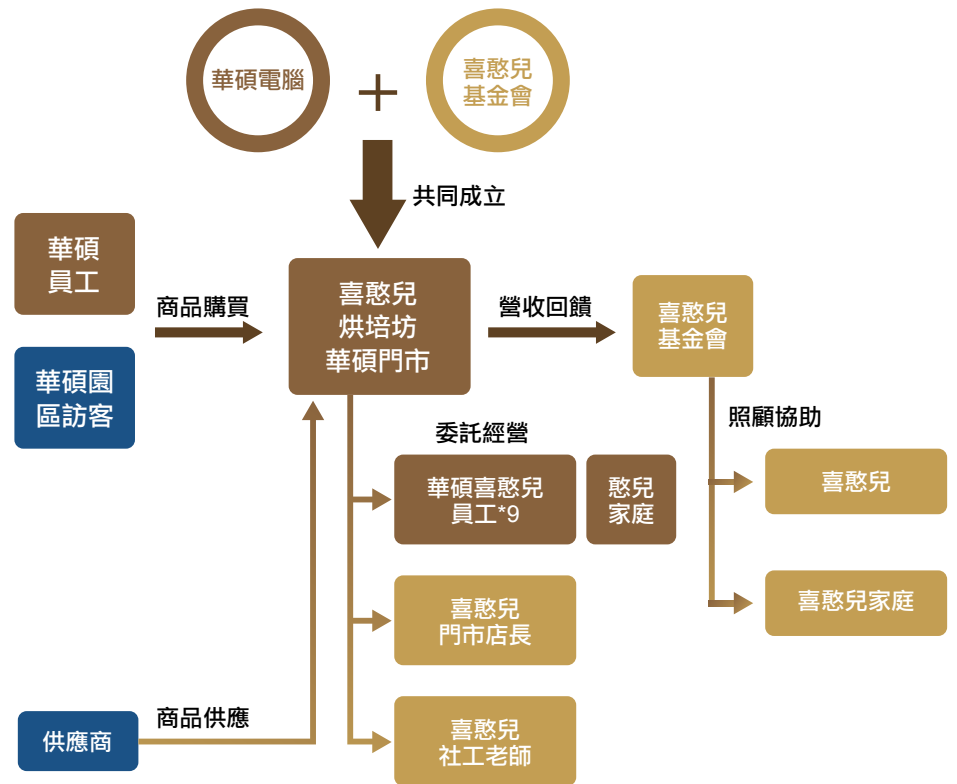 華碩電腦
喜憨兒
基金會
共同成立
華碩
員工
商品購買
喜憨兒
烘培坊
華碩門市
營收回饋
喜憨兒
基金會
華碩園
區訪客
照顧協助
委託經營
華碩喜憨兒
員工*9
憨兒
家庭
喜憨兒
喜憨兒
門市店長
喜憨兒家庭
商品供應
供應商
喜憨兒
社工老師